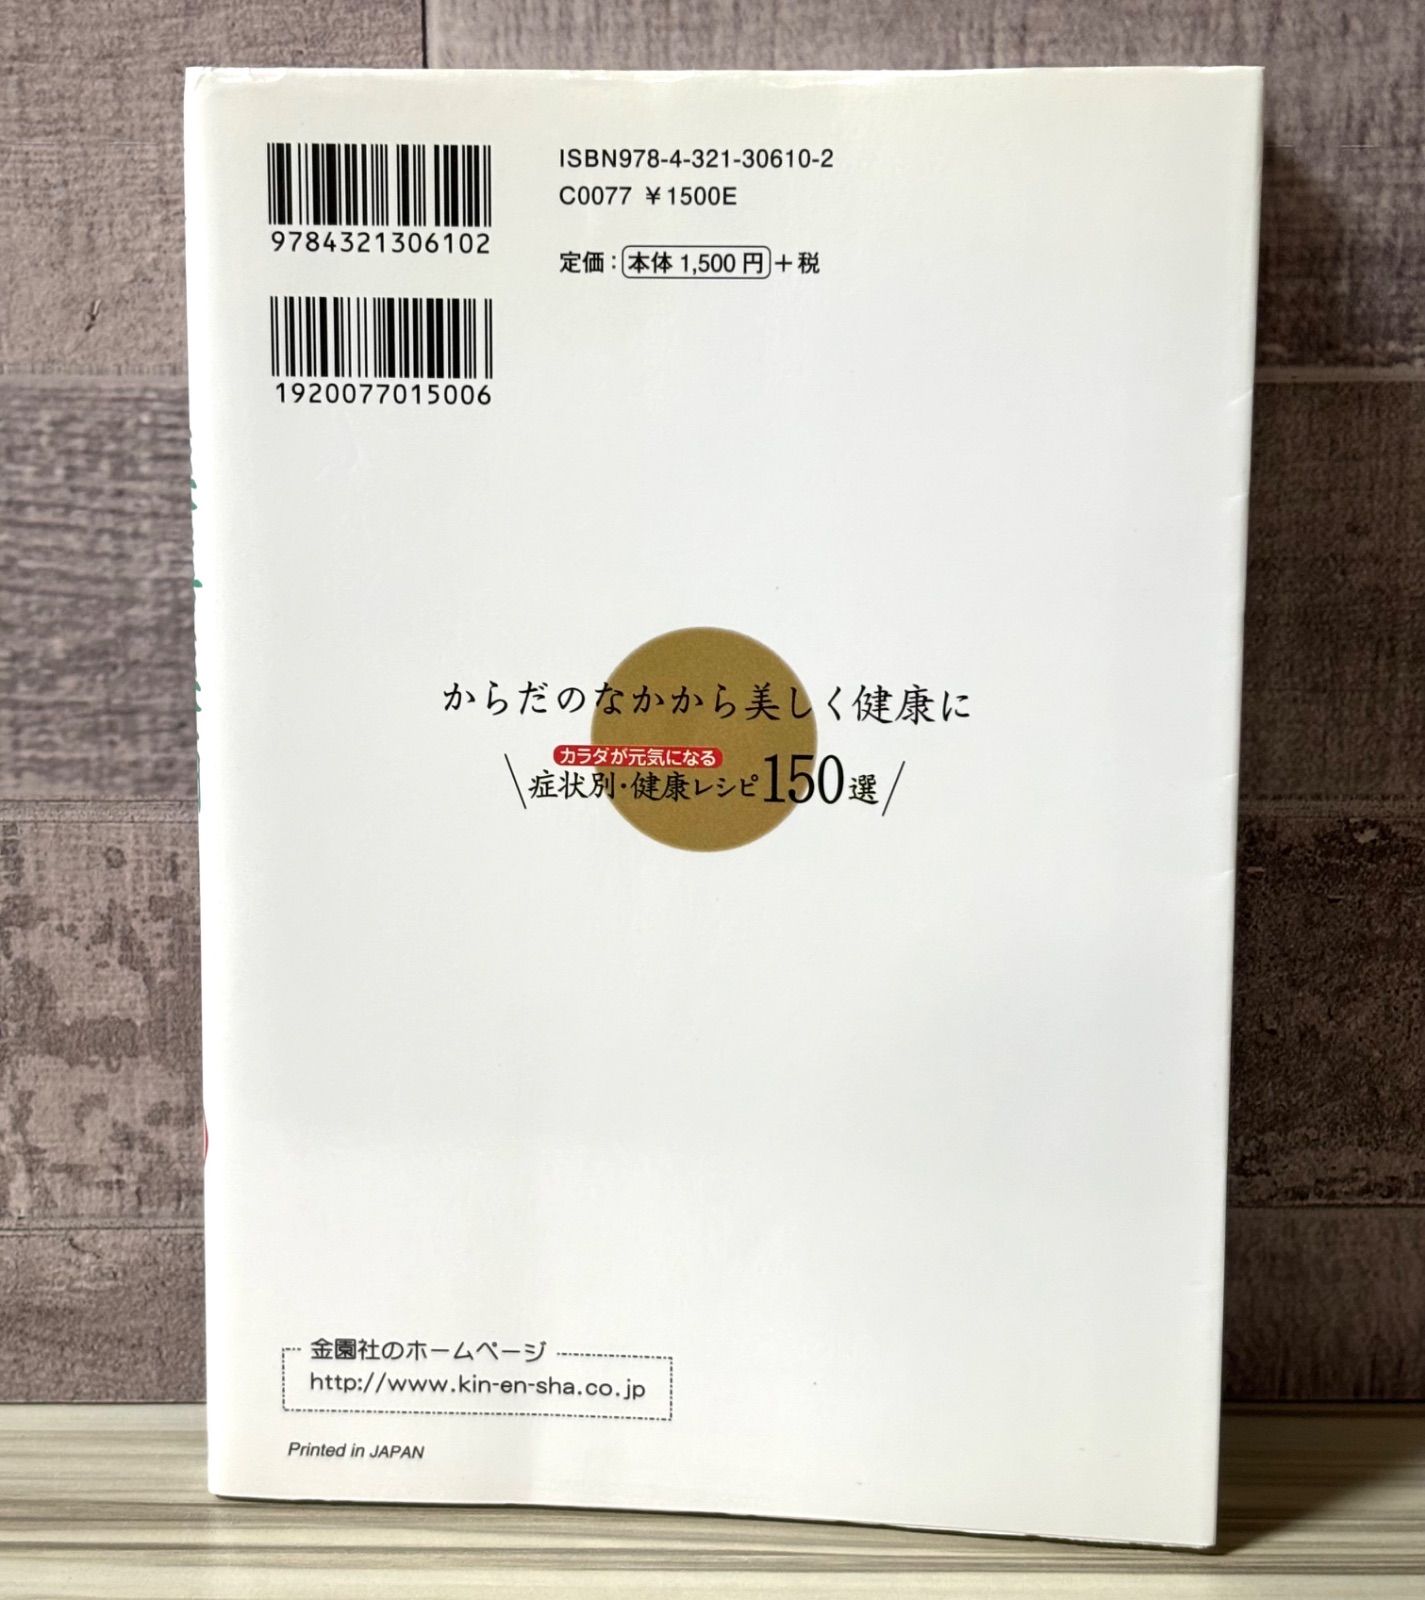 9784321306102
ISBN978-4-321-30610-2
C0077 ¥1500E
定価：本体1,500円＋税
1920077015006
からだのなかから美しく健康に
カラダが元気になる
症状別・健康レシピ150選
金園社のホームページ
http://www.kin-en-sha.co.jp
Printed in JAPAN